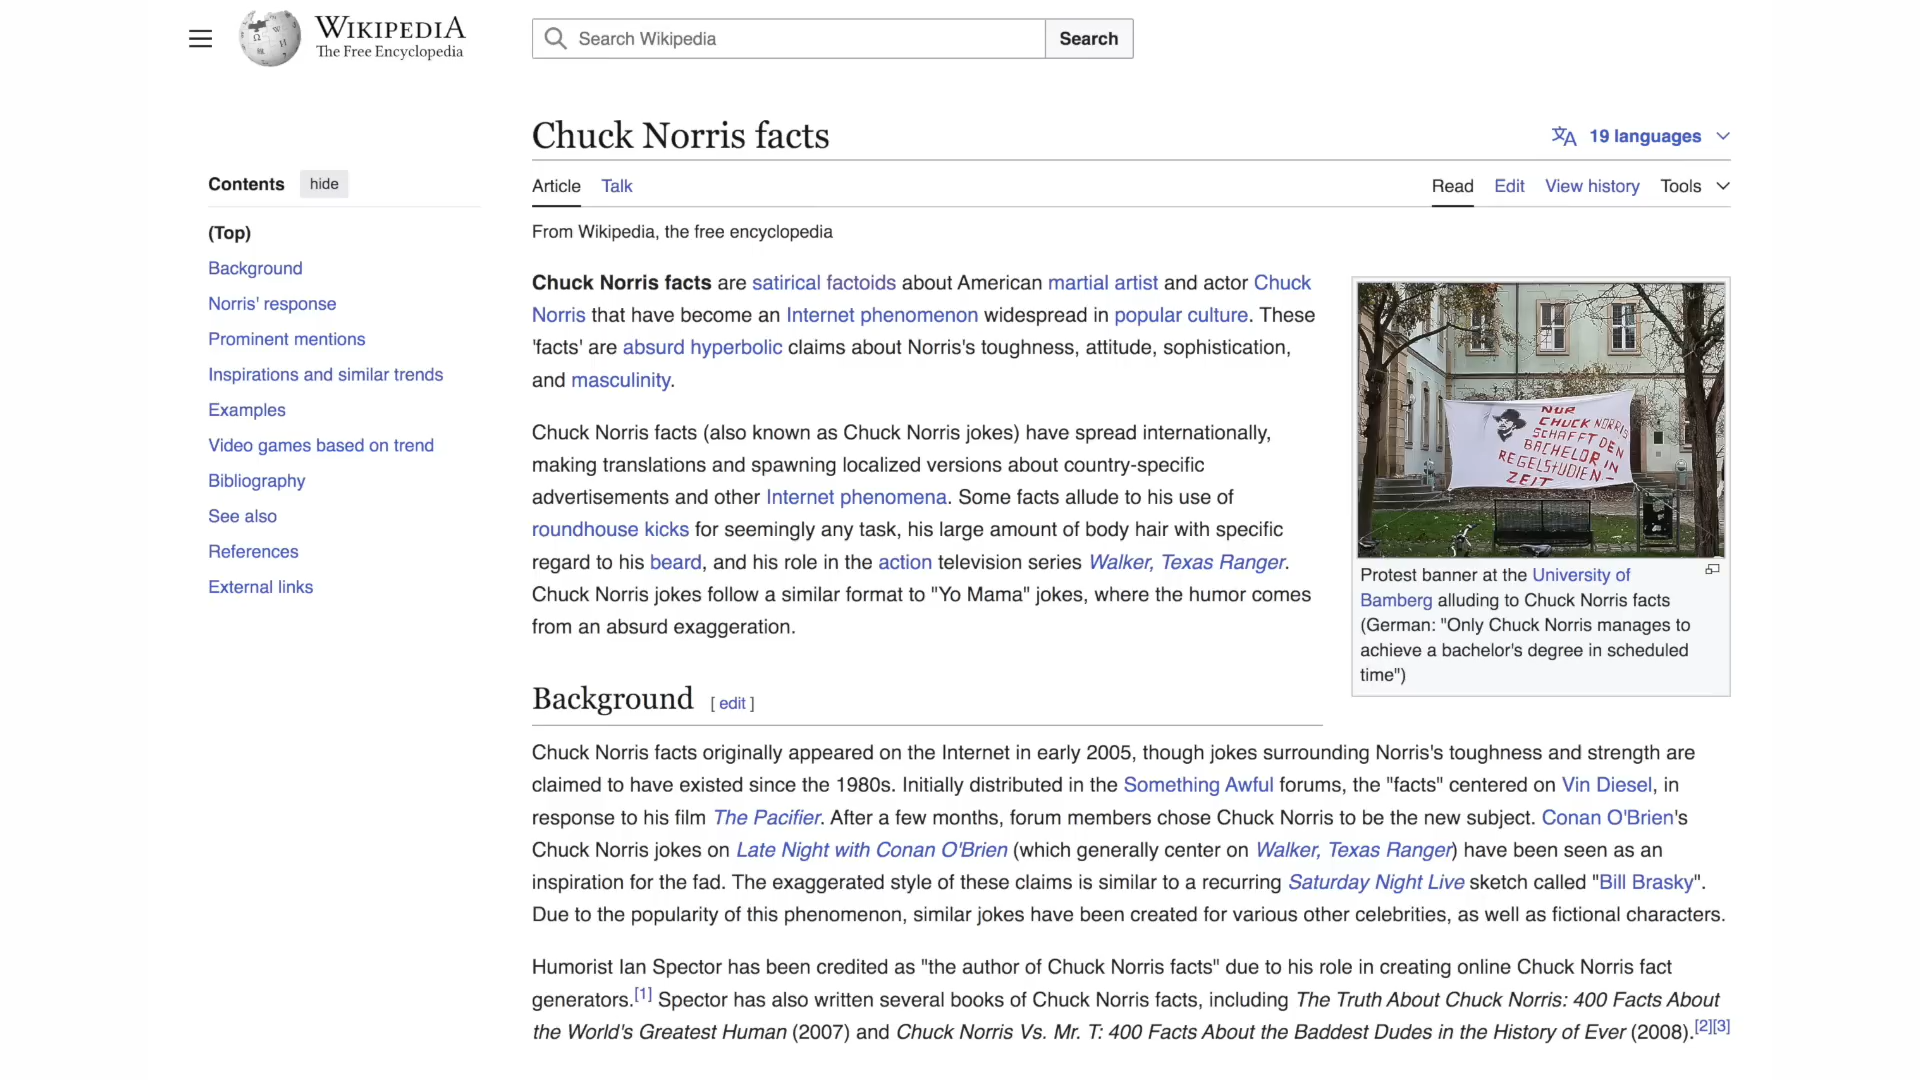 WIKIPEDIA
The Free Encyclopedia
Search Wikipedia
Search
Chuck Norris facts
19 languages
Contents hide
(Top)
Background
Norris' response
Prominent mentions
Inspirations and similar trends
Examples
Video games based on trend
Bibliography
See also
References
External links
Article Talk
Read Edit View history Tools
From Wikipedia, the free encyclopedia
Chuck Norris facts are satirical factoids about American martial artist and actor Chuck
Norris that have become an Internet phenomenon widespread in popular culture. These
'facts' are absurd hyperbolic claims about Norris's toughness, attitude, sophistication,
and masculinity.
Chuck Norris facts (also known as Chuck Norris jokes) have spread internationally,
making translations and spawning localized versions about country-specific
advertisements and other Internet phenomena. Some facts allude to his use of
roundhouse kicks for seemingly any task, his large amount of body hair with specific
regard to his beard, and his role in the action television series Walker, Texas Ranger.
Chuck Norris jokes follow a similar format to "Yo Mama" jokes, where the humor comes
from an absurd exaggeration.
NUR
CHUCK NORRIS
SCHAFFT DEN
BACHELOR IN
REGELSTUDIEN-
ZEIT
Protest banner at the University of
Bamberg alluding to Chuck Norris facts
(German: "Only Chuck Norris manages to
achieve a bachelor's degree in scheduled
time")
Background [ edit ]
Chuck Norris facts originally appeared on the Internet in early 2005, though jokes surrounding Norris's toughness and strength are
claimed to have existed since the 1980s. Initially distributed in the Something Awful forums, the "facts" centered on Vin Diesel, in
response to his film The Pacifier. After a few months, forum members chose Chuck Norris to be the new subject. Conan O'Brien's
Chuck Norris jokes on Late Night with Conan O'Brien (which generally center on Walker, Texas Ranger) have been seen as an
inspiration for the fad. The exaggerated style of these claims is similar to a recurring Saturday Night Live sketch called "Bill Brasky".
Due to the popularity of this phenomenon, similar jokes have been created for various other celebrities, as well as fictional characters.
Humorist Ian Spector has been credited as "the author of Chuck Norris facts" due to his role in creating online Chuck Norris fact
generators.[1] Spector has also written several books of Chuck Norris facts, including The Truth About Chuck Norris: 400 Facts About
the World's Greatest Human (2007) and Chuck Norris Vs. Mr. T: 400 Facts About the Baddest Dudes in the History of Ever (2008).[2][3]